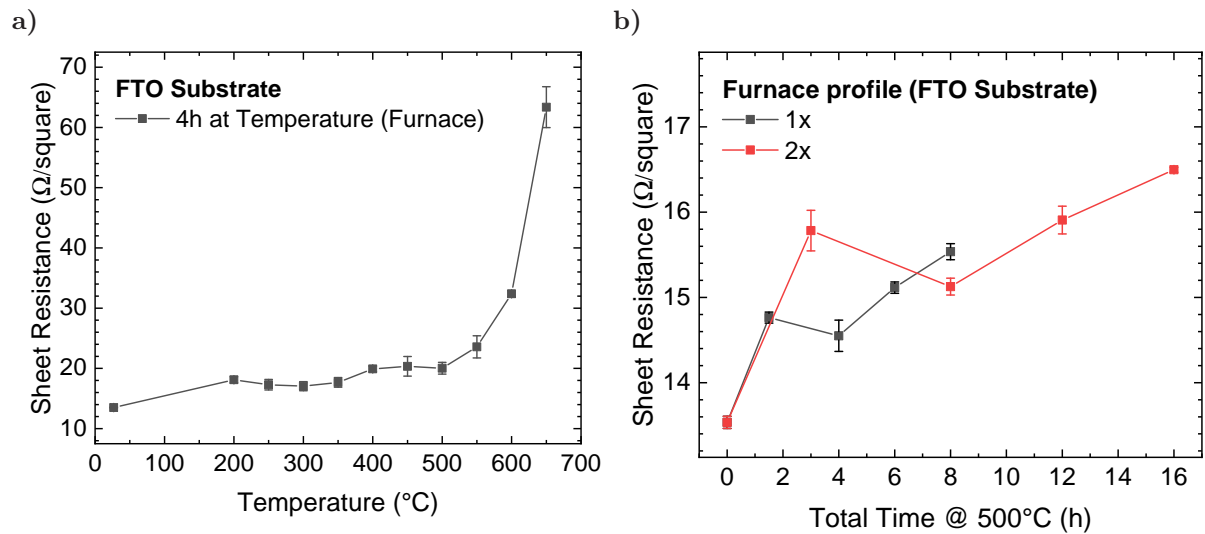 a)
FTO Substrate
4h at Temperature (Furnace)
Sheet Resistance (Ω/square)
70
60
50
40
30
20
10
0 100 200 300 400 500 600 700
Temperature (°C)
b)
Furnace profile (FTO Substrate)
1x
2x
Sheet Resistance (Ω/square)
17
16
15
14
0 2 4 6 8 10 12 14 16
Total Time @ 500°C (h)